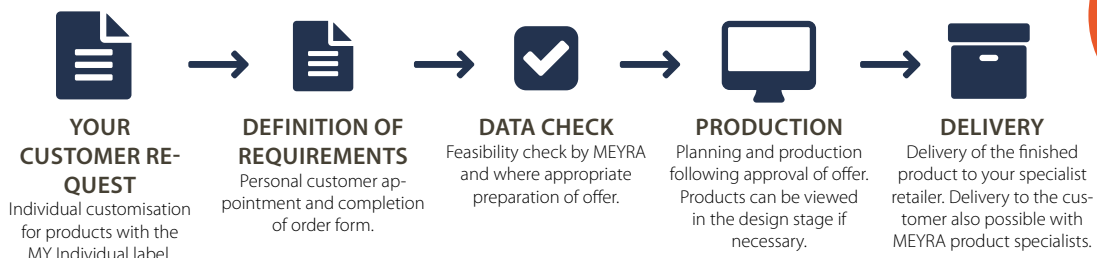 YOUR
CUSTOMER RE-
QUEST
Individual customisation
for products with the
MY Individual label
DEFINITION OF
REQUIREMENTS
Personal customer ap-
pointment and completion
of order form.
DATA CHECK
Feasibility check by MEYRA
and where appropriate
preparation of offer.
PRODUCTION
Planning and production
following approval of offer.
Products can be viewed
in the design stage if
necessary.
DELIVERY
Delivery of the finished
product to your specialist
retailer. Delivery to the cus-
tomer also possible with
MEYRA product specialists.